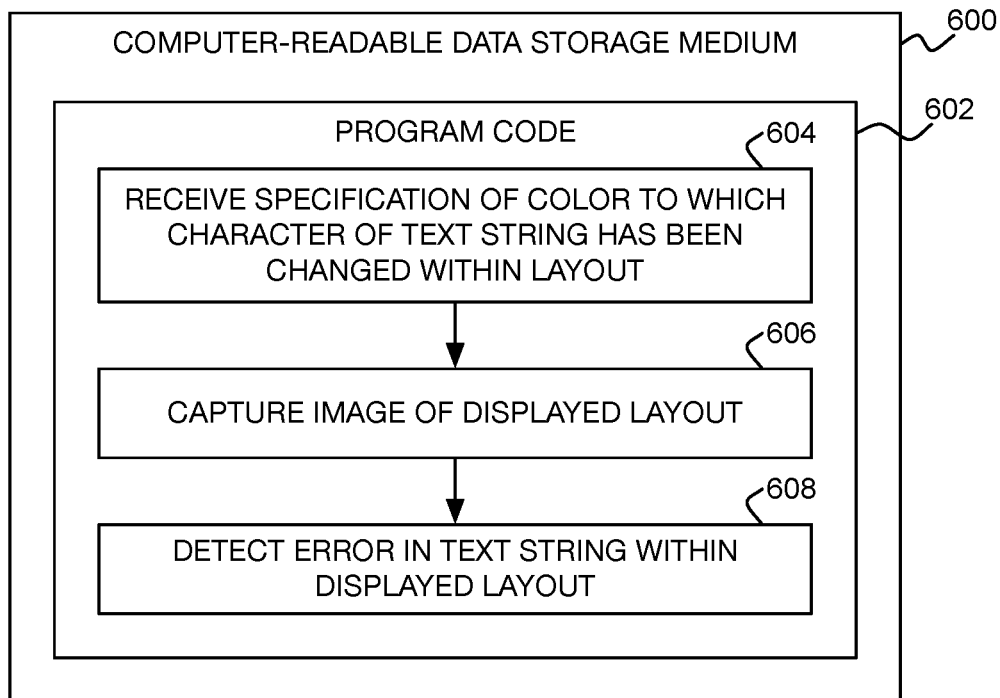 600
COMPUTER-READABLE DATA STORAGE MEDIUM
602
PROGRAM CODE
604
RECEIVE SPECIFICATION OF COLOR TO WHICH
CHARACTER OF TEXT STRING HAS BEEN
CHANGED WITHIN LAYOUT
606
CAPTURE IMAGE OF DISPLAYED LAYOUT
608
DETECT ERROR IN TEXT STRING WITHIN
DISPLAYED LAYOUT